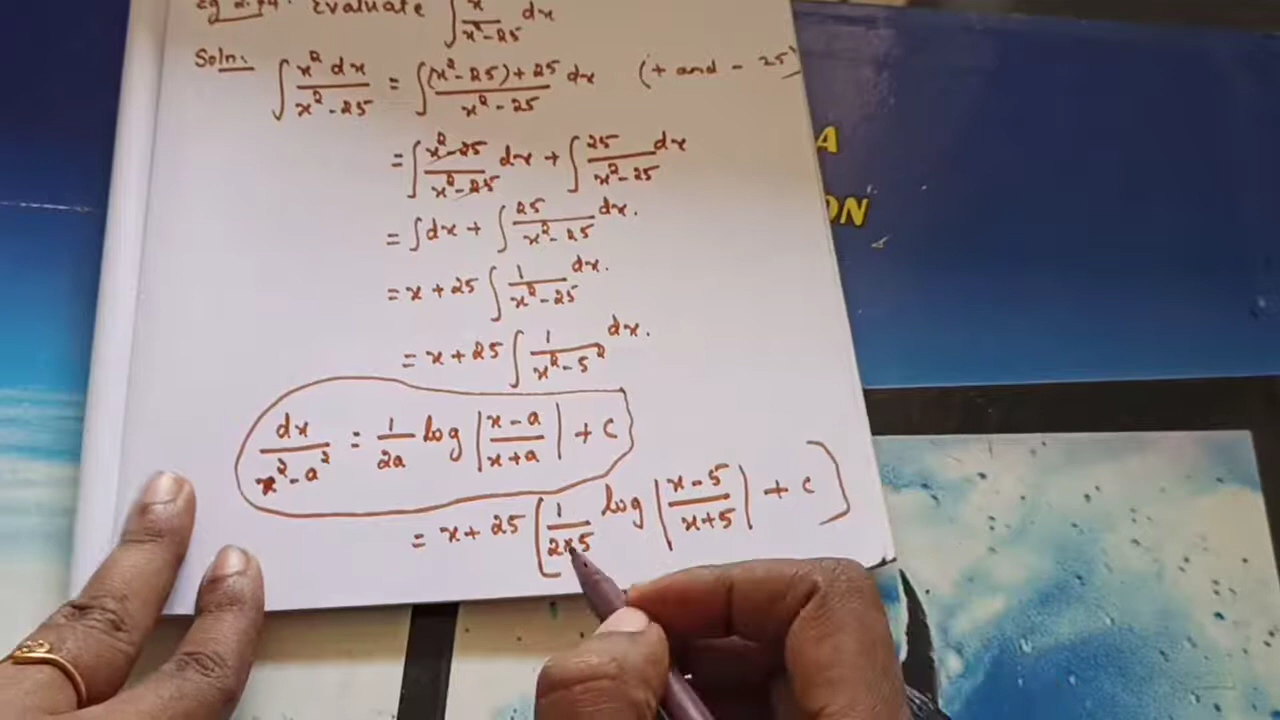 Evaluate ∫ x²/(x²-25) dx
Soln: ∫ x² dx/(x²-25) = ∫ ((x²-25)+25)/(x²-25) dx (+ and - 25)
= ∫ (x²-25)/(x²-25) dx + ∫ 25/(x²-25) dx
= ∫dx + ∫ 25/(x²-25) dx.
= x + 25 ∫ 1/(x²-25) dx.
= x + 25 ∫ 1/(x²-5²) dx.
dx/(x²-a²) = 1/2a log |(x-a)/(x+a)| + c
= x + 25 [1/(2×5) log |(x-5)/(x+5)| + c]
A
ON